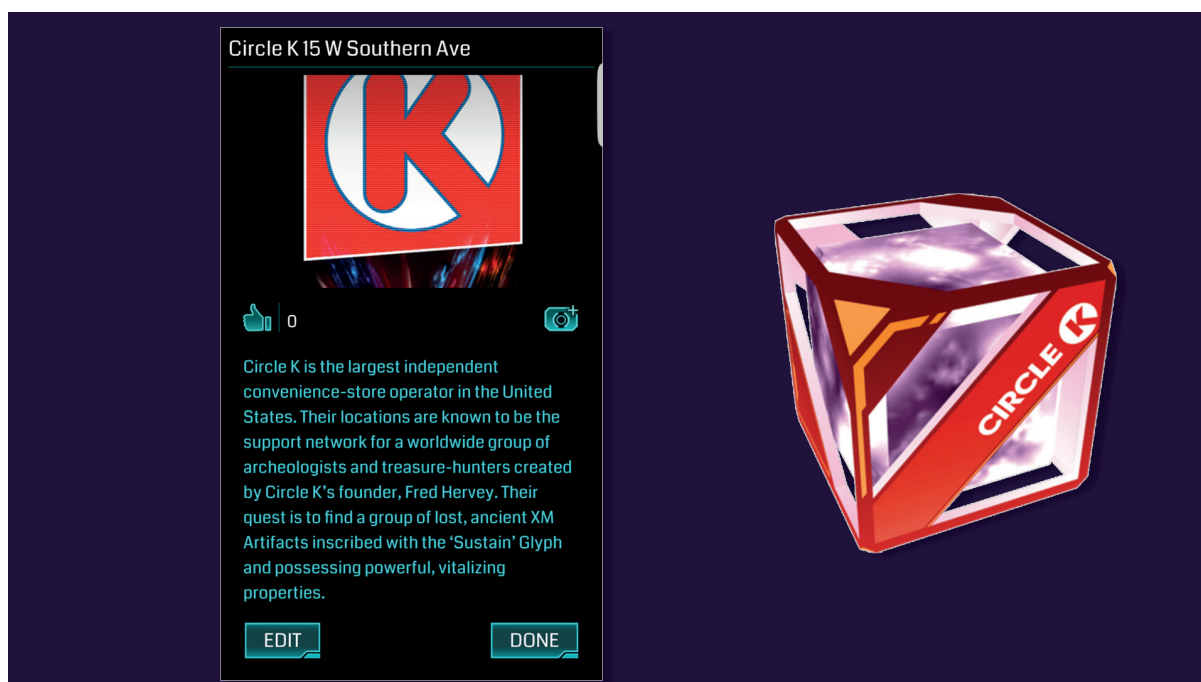 Circle K 15 W Southern Ave
K
0
Circle K is the largest independent
convenience-store operator in the United
States. Their locations are known to be the
support network for a worldwide group of
archeologists and treasure-hunters created
by Circle K’s founder, Fred Hervey. Their
quest is to find a group of lost, ancient XM
Artifacts inscribed with the ‘Sustain’ Glyph
and possessing powerful, vitalizing
properties.
EDIT
DONE
CIRCLE K